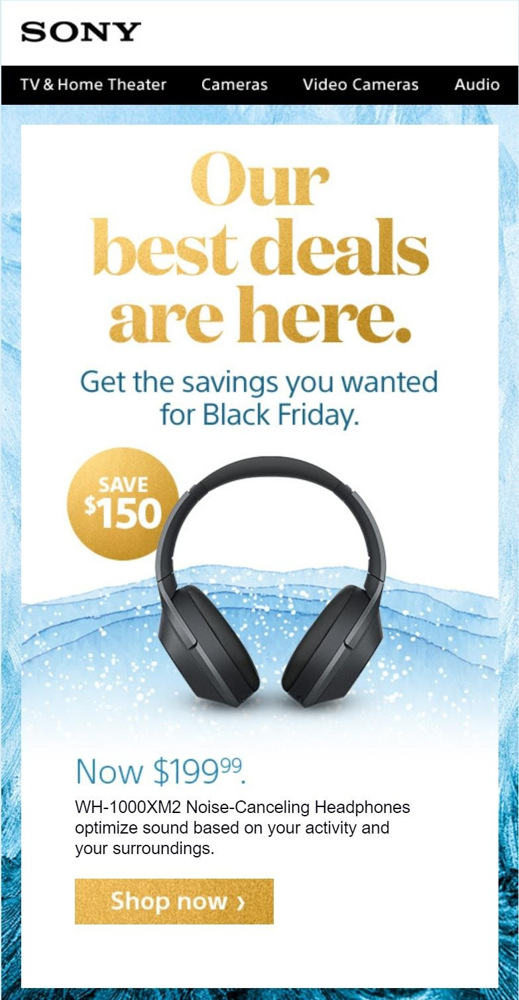 SONY
TV & Home Theater Cameras Video Cameras Audio
Our
best deals
are here.
Get the savings you wanted
for Black Friday.
SAVE
$150
Now $199⁹⁹.
WH-1000XM2 Noise-Canceling Headphones
optimize sound based on your activity and
your surroundings.
Shop now ›